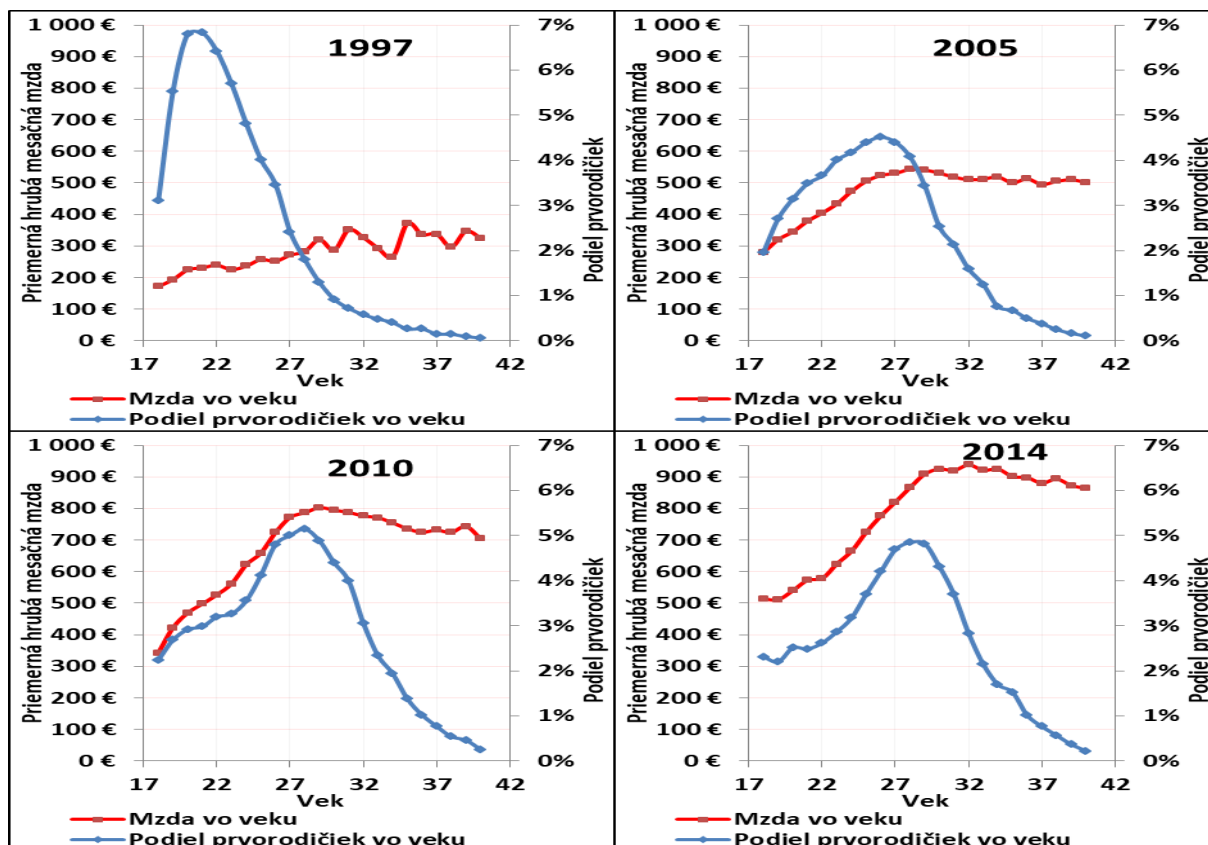 1997
Priemerná hrubá mesačná mzda
1 000 €
900 €
800 €
700 €
600 €
500 €
400 €
300 €
200 €
100 €
0 €
7%
6%
5%
4%
3%
2%
1%
0%
Podiel prvorodičiek
17 22 27 32 37 42
Vek
Mzda vo veku
Podiel prvorodičiek vo veku
2005
Priemerná hrubá mesačná mzda
1 000 €
900 €
800 €
700 €
600 €
500 €
400 €
300 €
200 €
100 €
0 €
7%
6%
5%
4%
3%
2%
1%
0%
Podiel prvorodičiek
17 22 27 32 37 42
Vek
Mzda vo veku
Podiel prvorodičiek vo veku
2010
Priemerná hrubá mesačná mzda
1 000 €
900 €
800 €
700 €
600 €
500 €
400 €
300 €
200 €
100 €
0 €
7%
6%
5%
4%
3%
2%
1%
0%
Podiel prvorodičiek
17 22 27 32 37 42
Vek
Mzda vo veku
Podiel prvorodičiek vo veku
2014
Priemerná hrubá mesačná mzda
1 000 €
900 €
800 €
700 €
600 €
500 €
400 €
300 €
200 €
100 €
0 €
7%
6%
5%
4%
3%
2%
1%
0%
Podiel prvorodičiek
17 22 27 32 37 42
Vek
Mzda vo veku
Podiel prvorodičiek vo veku